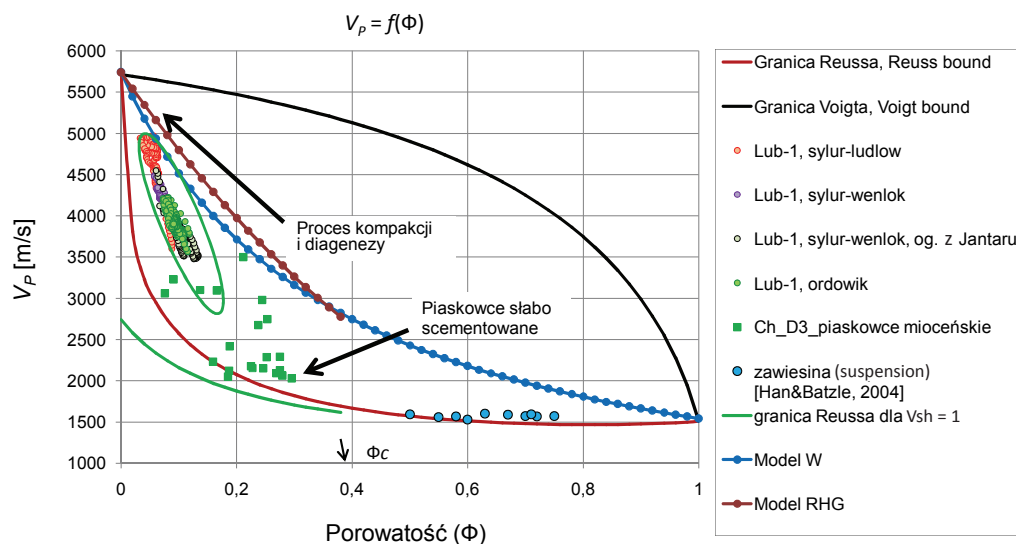 V_P = f(Φ)
6000
5500
5000
4500
4000
3500
3000
2500
2000
1500
1000
V_P [m/s]
Proces kompakcji
i diagenezy
Piaskowce słabo
scementowane
Φc
0
0,2
0,4
0,6
0,8
1
Porowatość (Φ)
Granica Reussa, Reuss bound
Granica Voigta, Voigt bound
Lub-1, sylur-ludlow
Lub-1, sylur-wenlok
Lub-1, sylur-wenlok, og. z Jantaru
Lub-1, ordowik
Ch_D3_piaskowce mioceńskie
zawiesina (suspension)
[Han&Batzle, 2004]
granica Reussa dla Vsh = 1
Model W
Model RHG